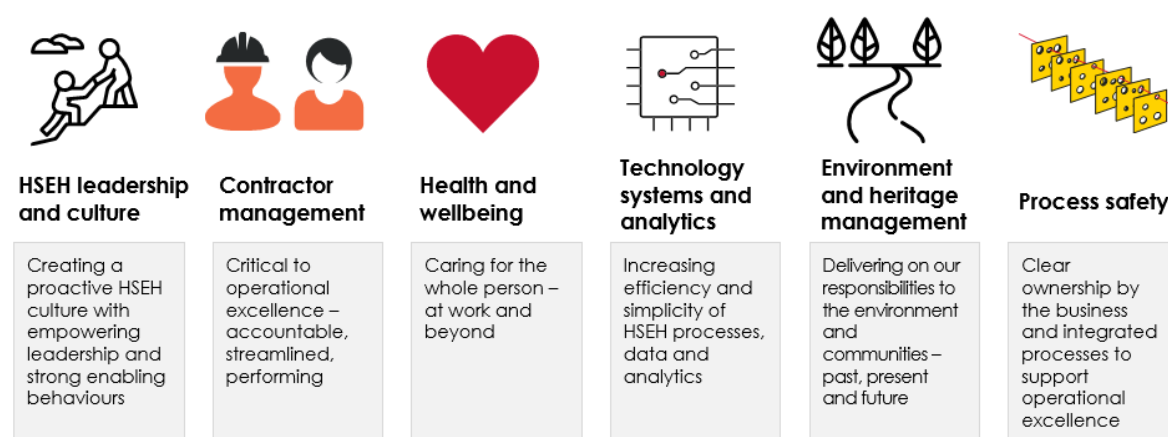 HSEH leadership
and culture
Creating a
proactive HSEH
culture with
empowering
leadership and
strong enabling
behaviours
Contractor
management
Critical to
operational
excellence –
accountable,
streamlined,
performing
Health and
wellbeing
Caring for the
whole person –
at work and
beyond
Technology
systems and
analytics
Increasing
efficiency and
simplicity of
HSEH processes,
data and
analytics
Environment
and heritage
management
Delivering on our
responsibilities to
the environment
and
communities –
past, present
and future
Process safety
Clear
ownership by
the business
and integrated
processes to
support
operational
excellence